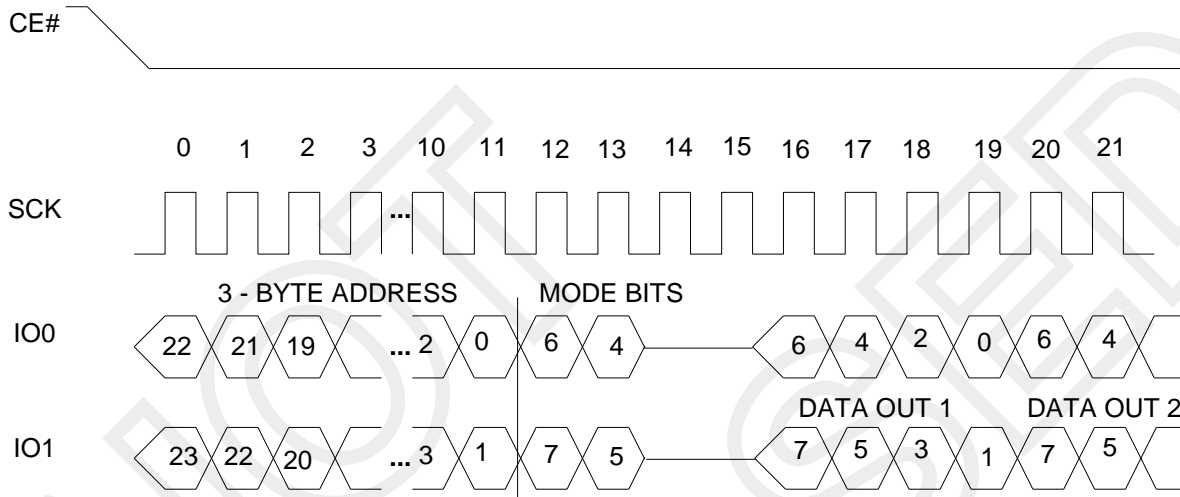 CE#
0 1 2 3 10 11 12 13 14 15 16 17 18 19 20 21
SCK ...
3 - BYTE ADDRESS MODE BITS
IO0 22 21 19 ... 2 0 6 4 6 4 2 0 6 4
DATA OUT 1 DATA OUT 2
IO1 23 22 20 ... 3 1 7 5 7 5 3 1 7 5